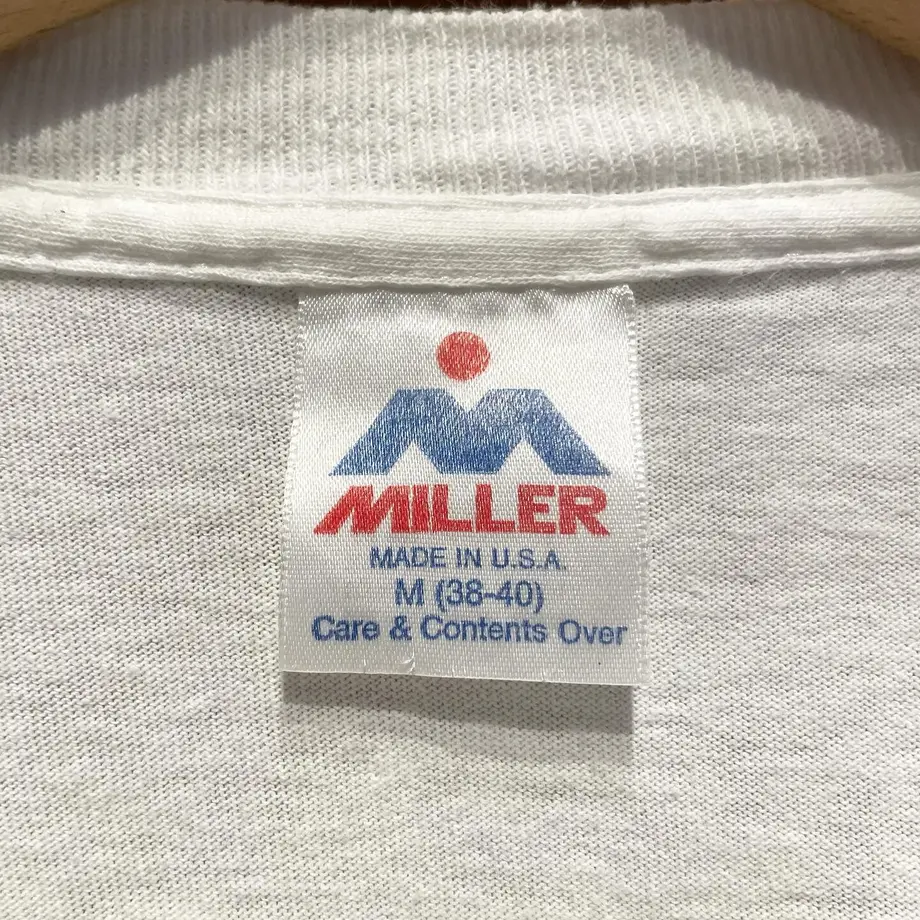 MILLER
MADE IN U.S.A.
M (38-40)
Care & Contents Over